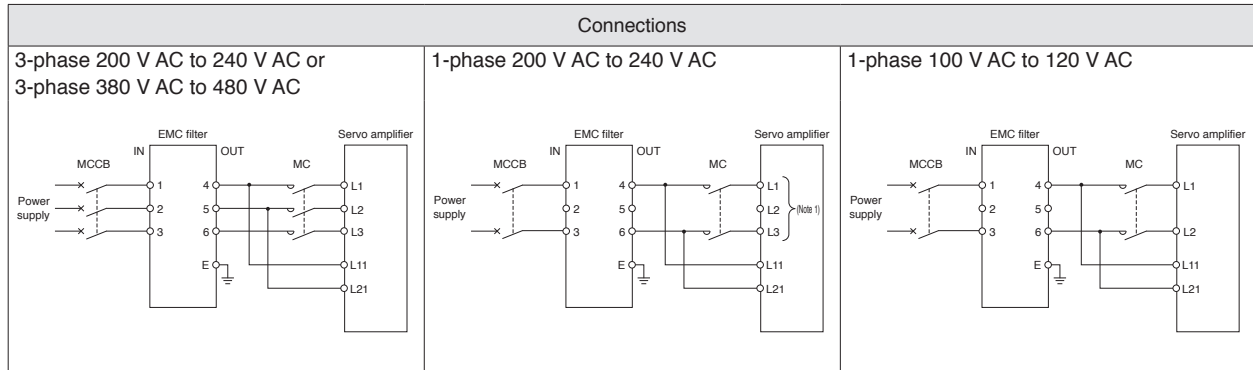 Connections
3-phase 200 V AC to 240 V AC or
3-phase 380 V AC to 480 V AC
EMC filter
Servo amplifier
IN
OUT
MCCB
MC
Power
supply
1
2
3
4
5
6
E
L1
L2
L3
L11
L21
1-phase 200 V AC to 240 V AC
EMC filter
Servo amplifier
IN
OUT
MCCB
MC
Power
supply
1
2
3
4
5
6
E
L1
L2
L3
(Note 1)
L11
L21
1-phase 100 V AC to 120 V AC
EMC filter
Servo amplifier
IN
OUT
MCCB
MC
Power
supply
1
2
3
4
5
6
E
L1
L2
L11
L21